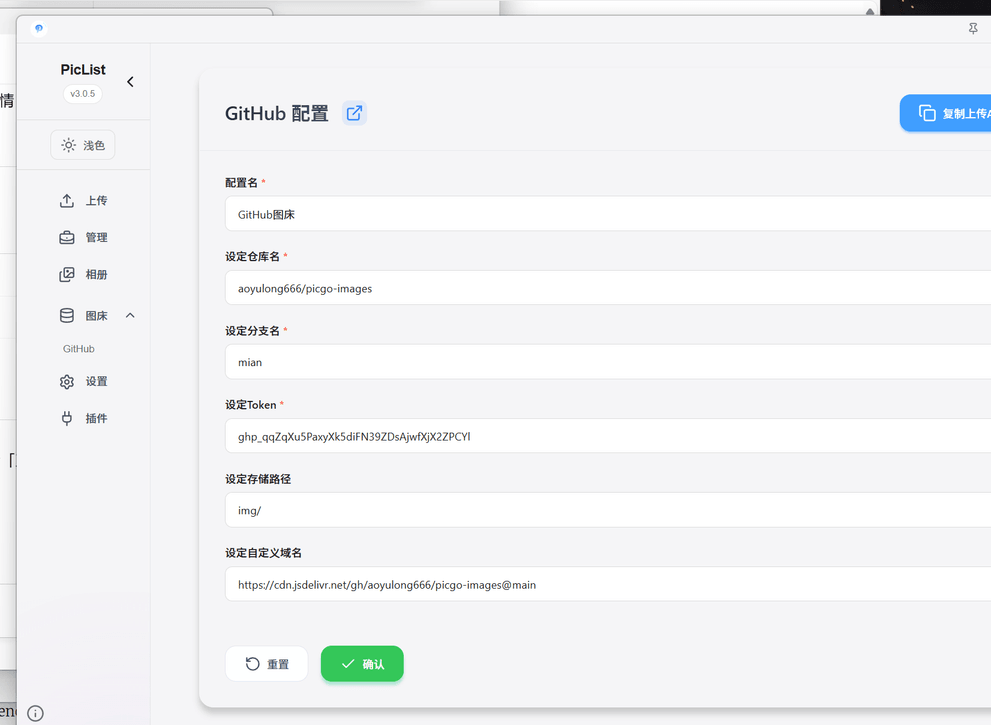 PicList
v3.0.5
浅色
上传
管理
相册
图床
GitHub
设置
插件
GitHub 配置
复制上传A
配置名 *
GitHub图床
设定仓库名 *
aoyulong666/picgo-images
设定分支名 *
mian
设定Token *
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
设定存储路径
img/
设定自定义域名
https://cdn.jsdelivr.net/gh/aoyulong666/picgo-images@main
重置
确认
情